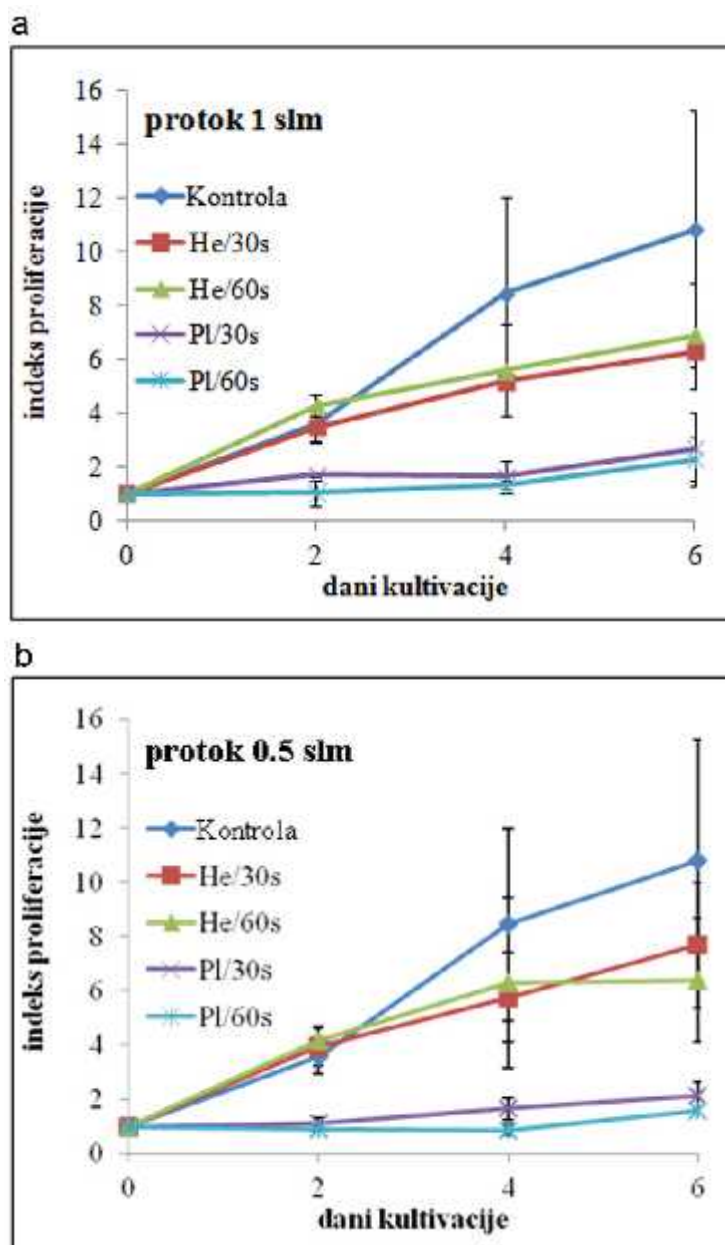 a
protok 1 slm
indeks proliferacije
16
14
12
10
8
6
4
2
0
Kontrola
He/30s
He/60s
Pl/30s
Pl/60s
0 2 4 6
dani kultivacije
b
protok 0.5 slm
indeks proliferacije
16
14
12
10
8
6
4
2
0
Kontrola
He/30s
He/60s
Pl/30s
Pl/60s
0 2 4 6
dani kultivacije